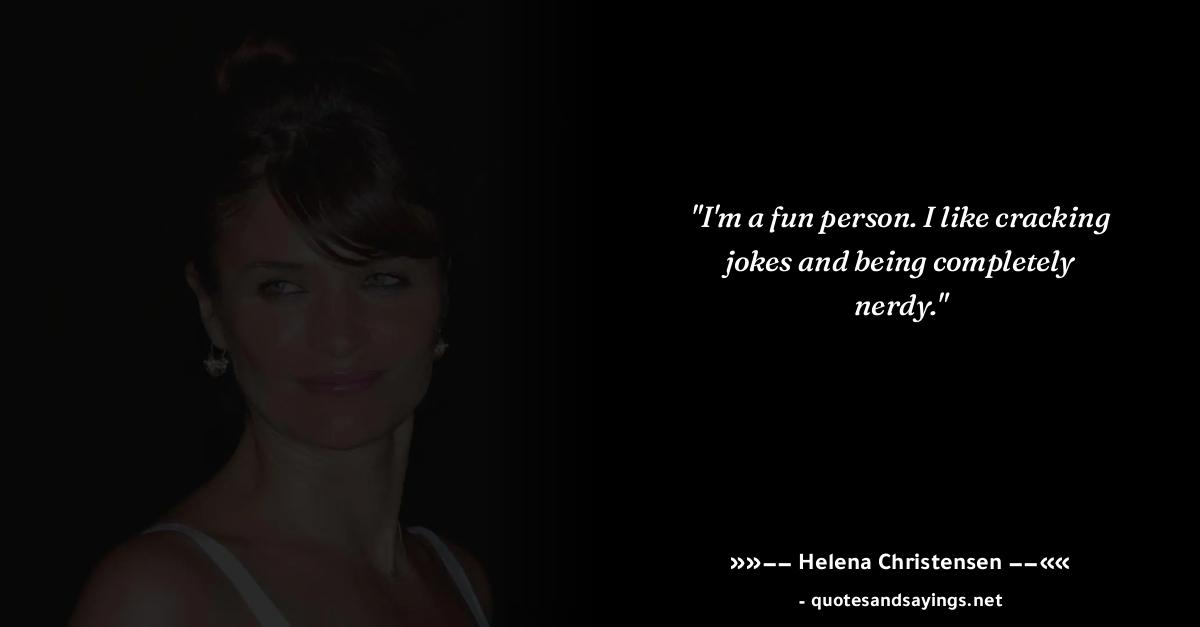 "I'm a fun person. I like cracking
jokes and being completely
nerdy."
»»−− Helena Christensen −−««
- quotesandsayings.net